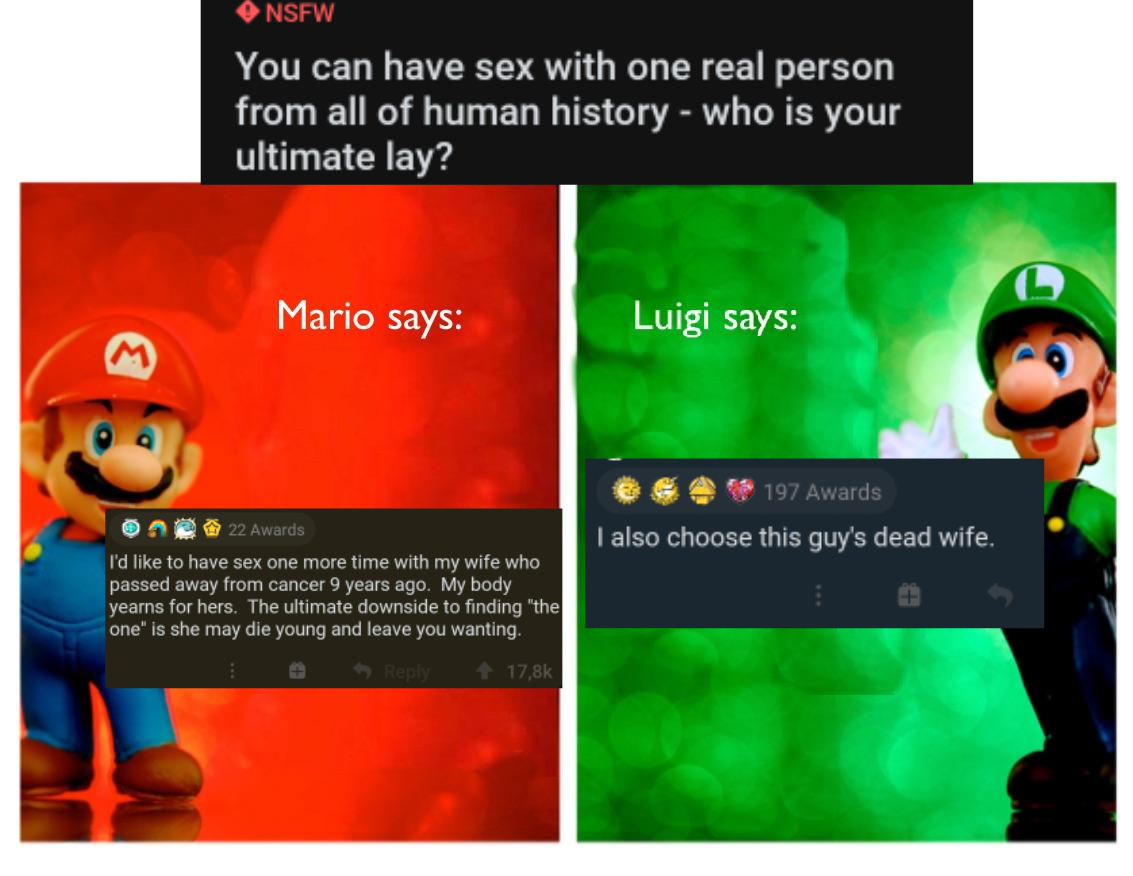 NSFW
You can have sex with one real person
from all of human history - who is your
ultimate lay?
Mario says:
M
22 Awards
I'd like to have sex one more time with my wife who
passed away from cancer 9 years ago. My body
yearns for hers. The ultimate downside to finding "the
one" is she may die young and leave you wanting.
Reply
17,8k
Luigi says:
L
197 Awards
I also choose this guy's dead wife.